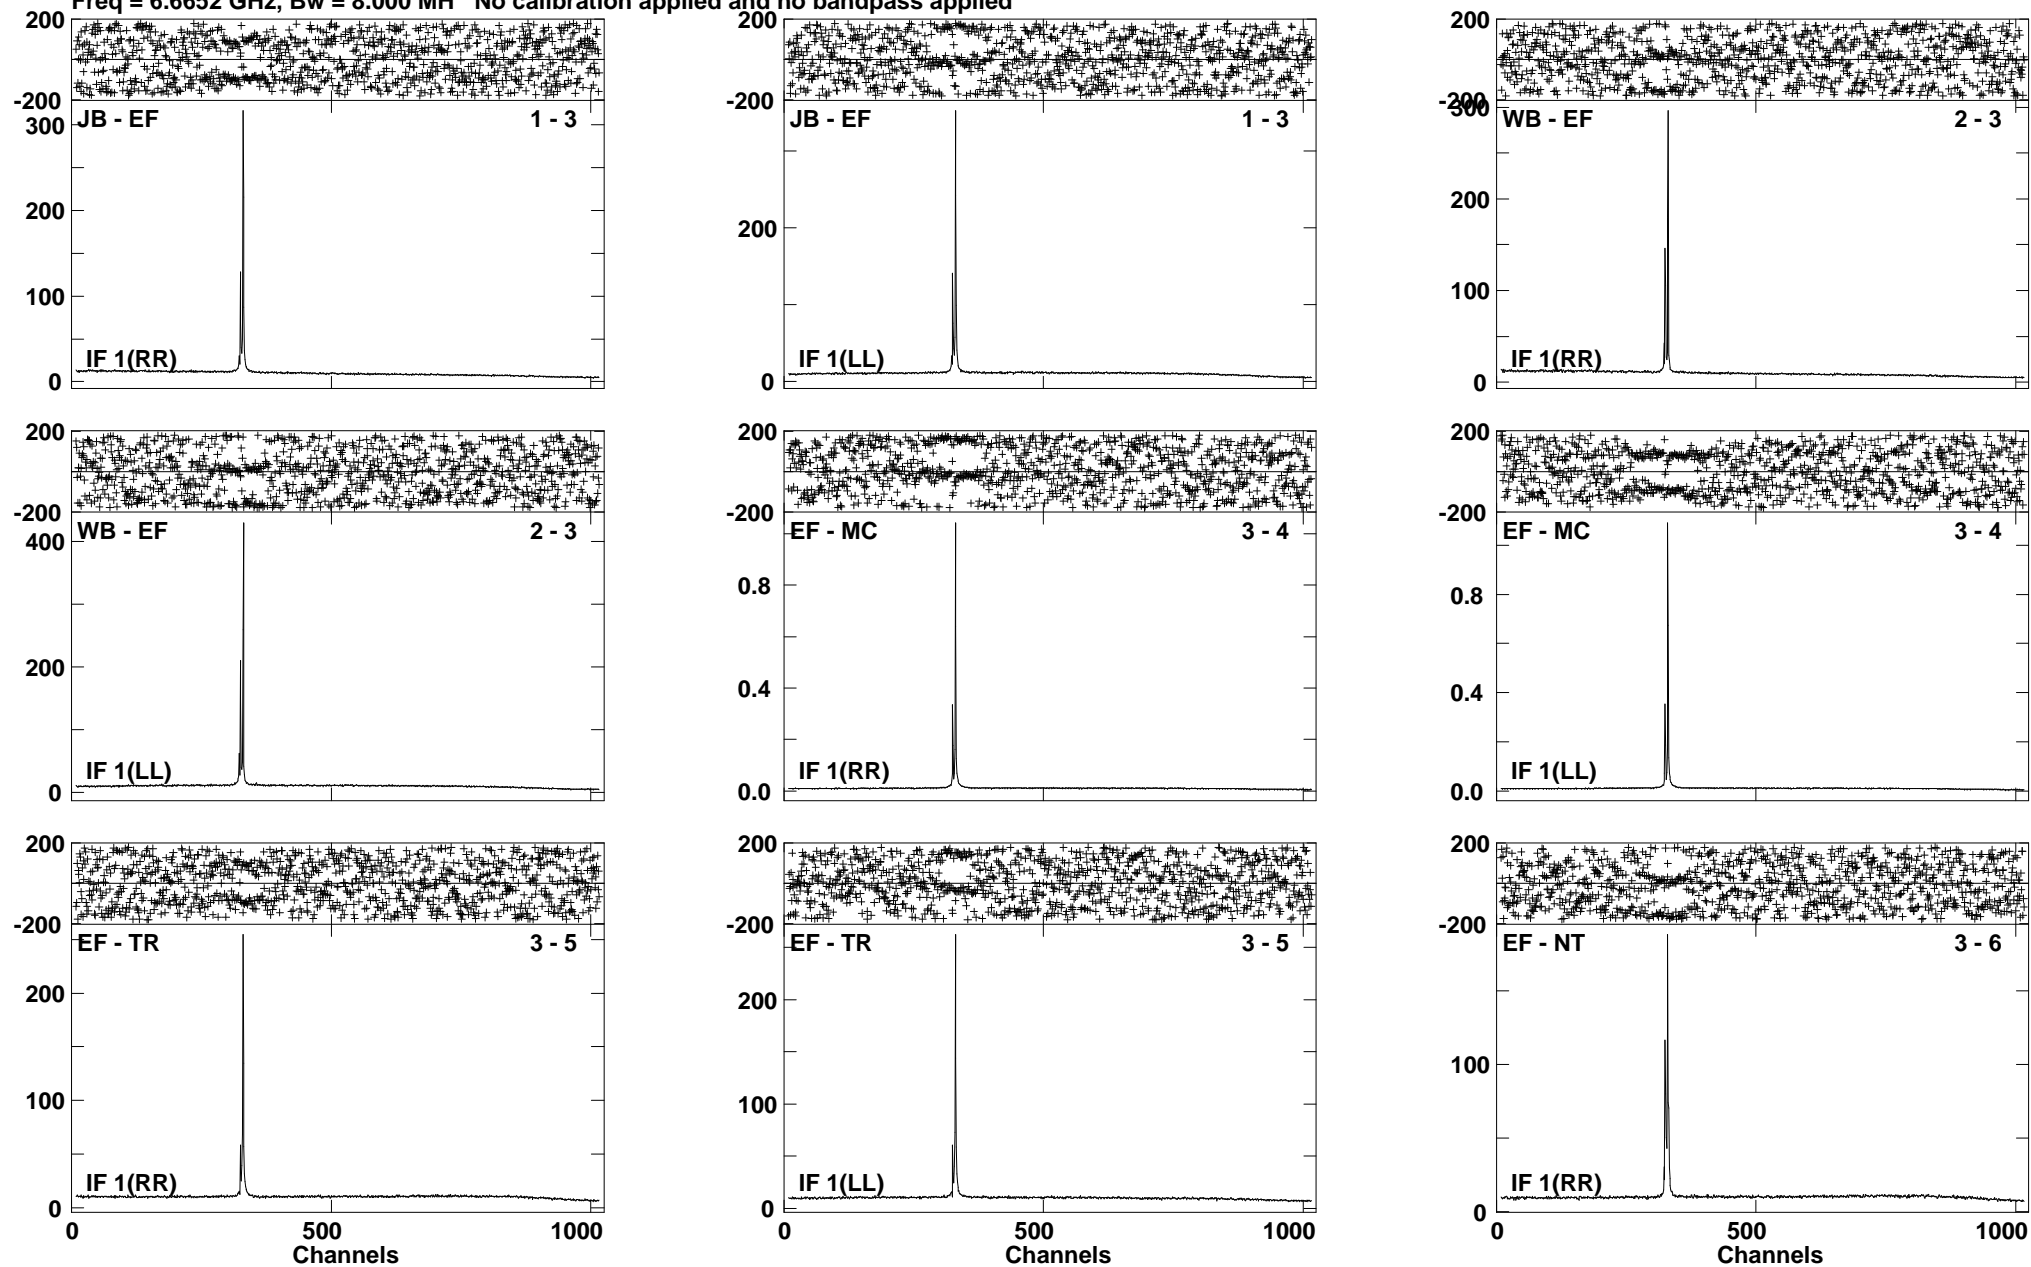 Freq = 6.6652 GHz, Bw = 8.000 MH No calibration applied and no bandpass applied
200
-200
300
JB - EF 1 - 3
200
100
IF 1(RR)
0
200
-200
JB - EF 1 - 3
200
IF 1(LL)
0
200
-200
300
WB - EF 2 - 3
200
100
IF 1(RR)
0
200
-200
WB - EF 2 - 3
400
200
IF 1(LL)
0
200
-200
EF - MC 3 - 4
0.8
0.4
IF 1(RR)
0.0
200
-200
EF - MC 3 - 4
0.8
0.4
IF 1(LL)
0.0
200
-200
EF - TR 3 - 5
200
100
IF 1(RR)
0
0 500 1000
Channels
200
-200
EF - TR 3 - 5
200
100
IF 1(LL)
0
0 500 1000
Channels
200
-200
EF - NT 3 - 6
100
IF 1(RR)
0
0 500 1000
Channels